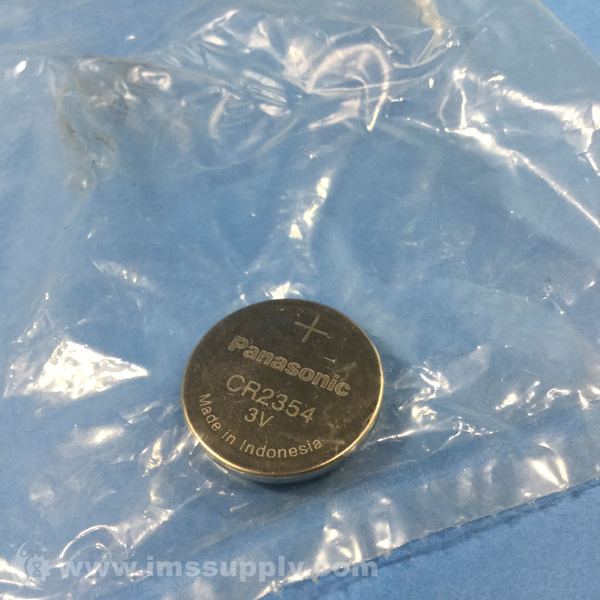 +
Panasonic
CR2354
3V
Made in Indonesia
www.imssupply.com